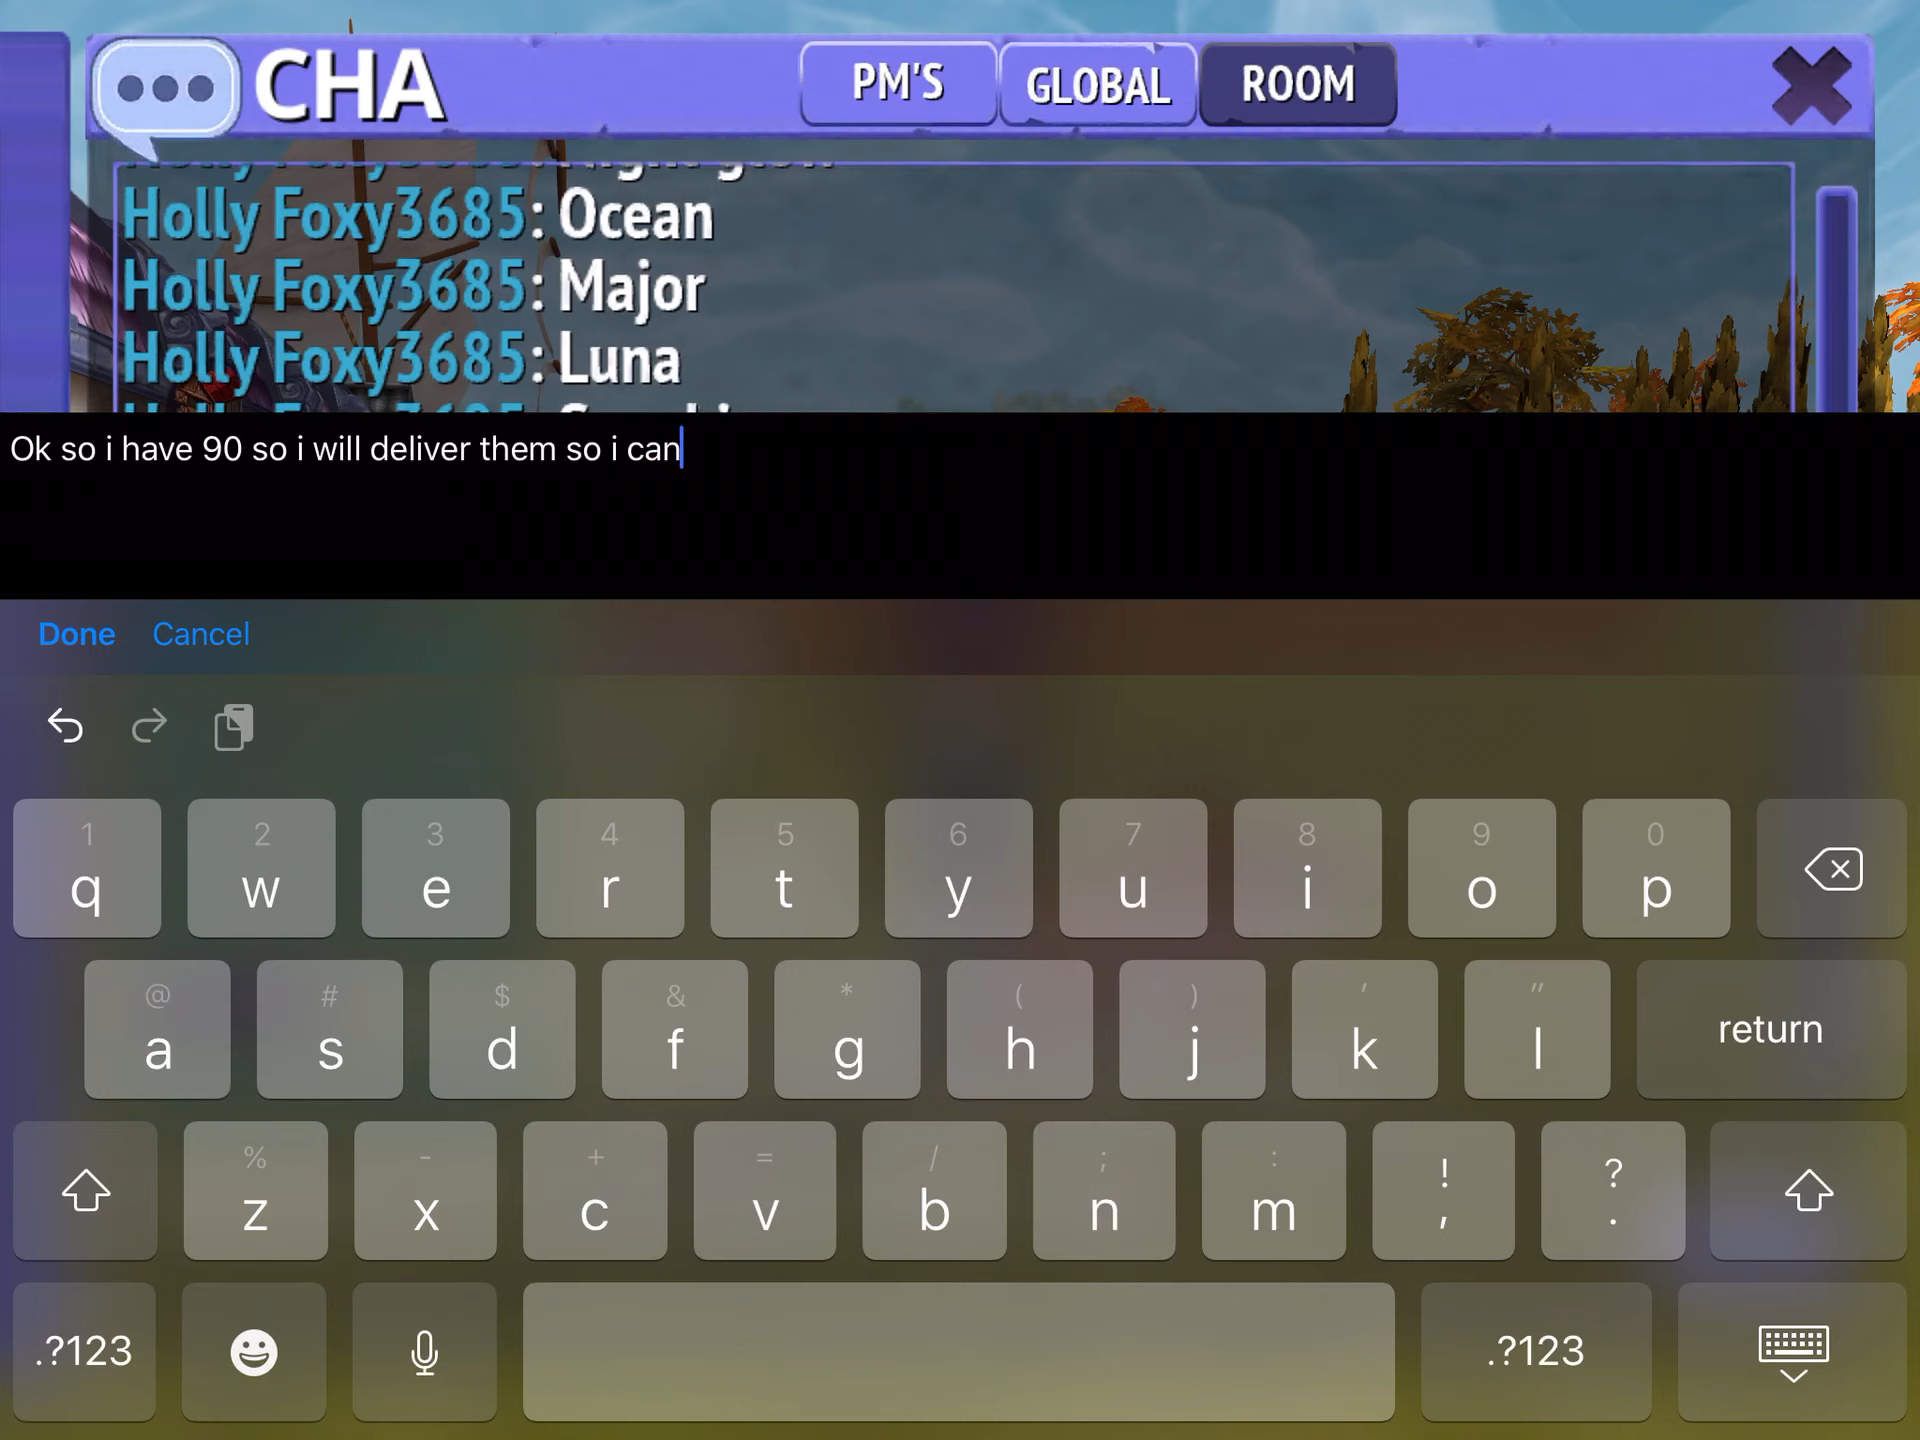 CHA
PM'S
GLOBAL
ROOM
Holly Foxy3685:
Holly Foxy3685: Ocean
Holly Foxy3685: Major
Holly Foxy3685: Luna
Ok so i have 90 so i will deliver them so i can
Done Cancel
1 2 3 4 5 6 7 8 9 0
q w e r t y u i o p
@ # $ & * ( ) ' "
a s d f g h j k l return
% - + = / ; : ! ?
z x c v b n m , .
.?123 .?123